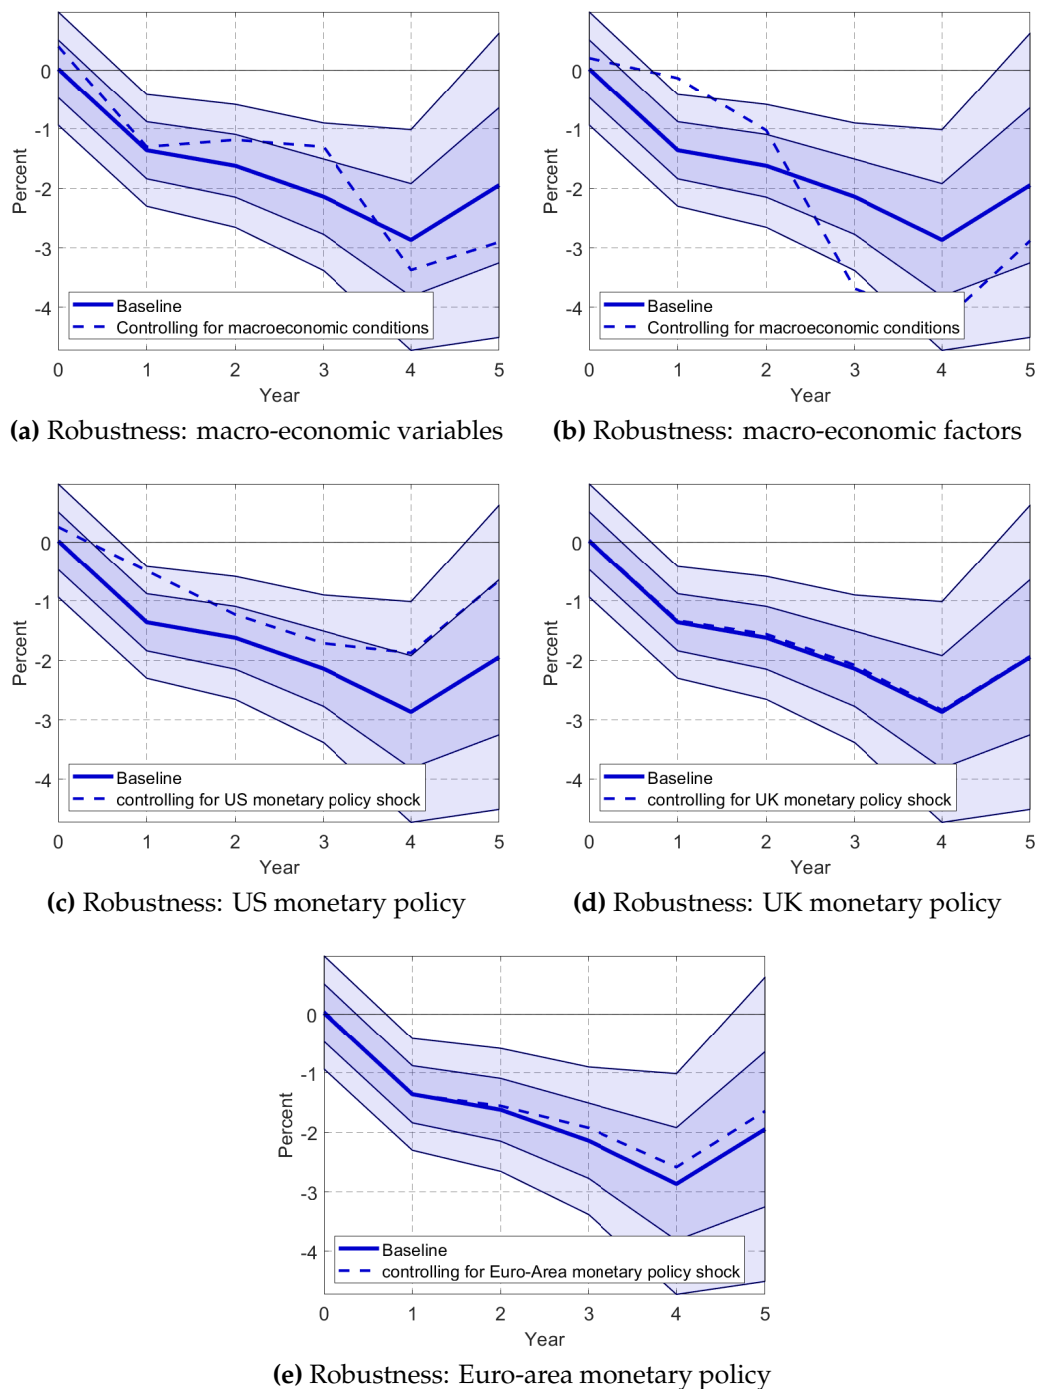 0
-1
-2
-3
-4
Percent
Baseline
Controlling for macroeconomic conditions
0 1 2 3 4 5
Year
(a) Robustness: macro-economic variables
0
-1
-2
-3
-4
Percent
Baseline
Controlling for macroeconomic conditions
0 1 2 3 4 5
Year
(b) Robustness: macro-economic factors
0
-1
-2
-3
-4
Percent
Baseline
controlling for US monetary policy shock
0 1 2 3 4 5
Year
(c) Robustness: US monetary policy
0
-1
-2
-3
-4
Percent
Baseline
controlling for UK monetary policy shock
0 1 2 3 4 5
Year
(d) Robustness: UK monetary policy
0
-1
-2
-3
-4
Percent
Baseline
controlling for Euro-Area monetary policy shock
0 1 2 3 4 5
Year
(e) Robustness: Euro-area monetary policy